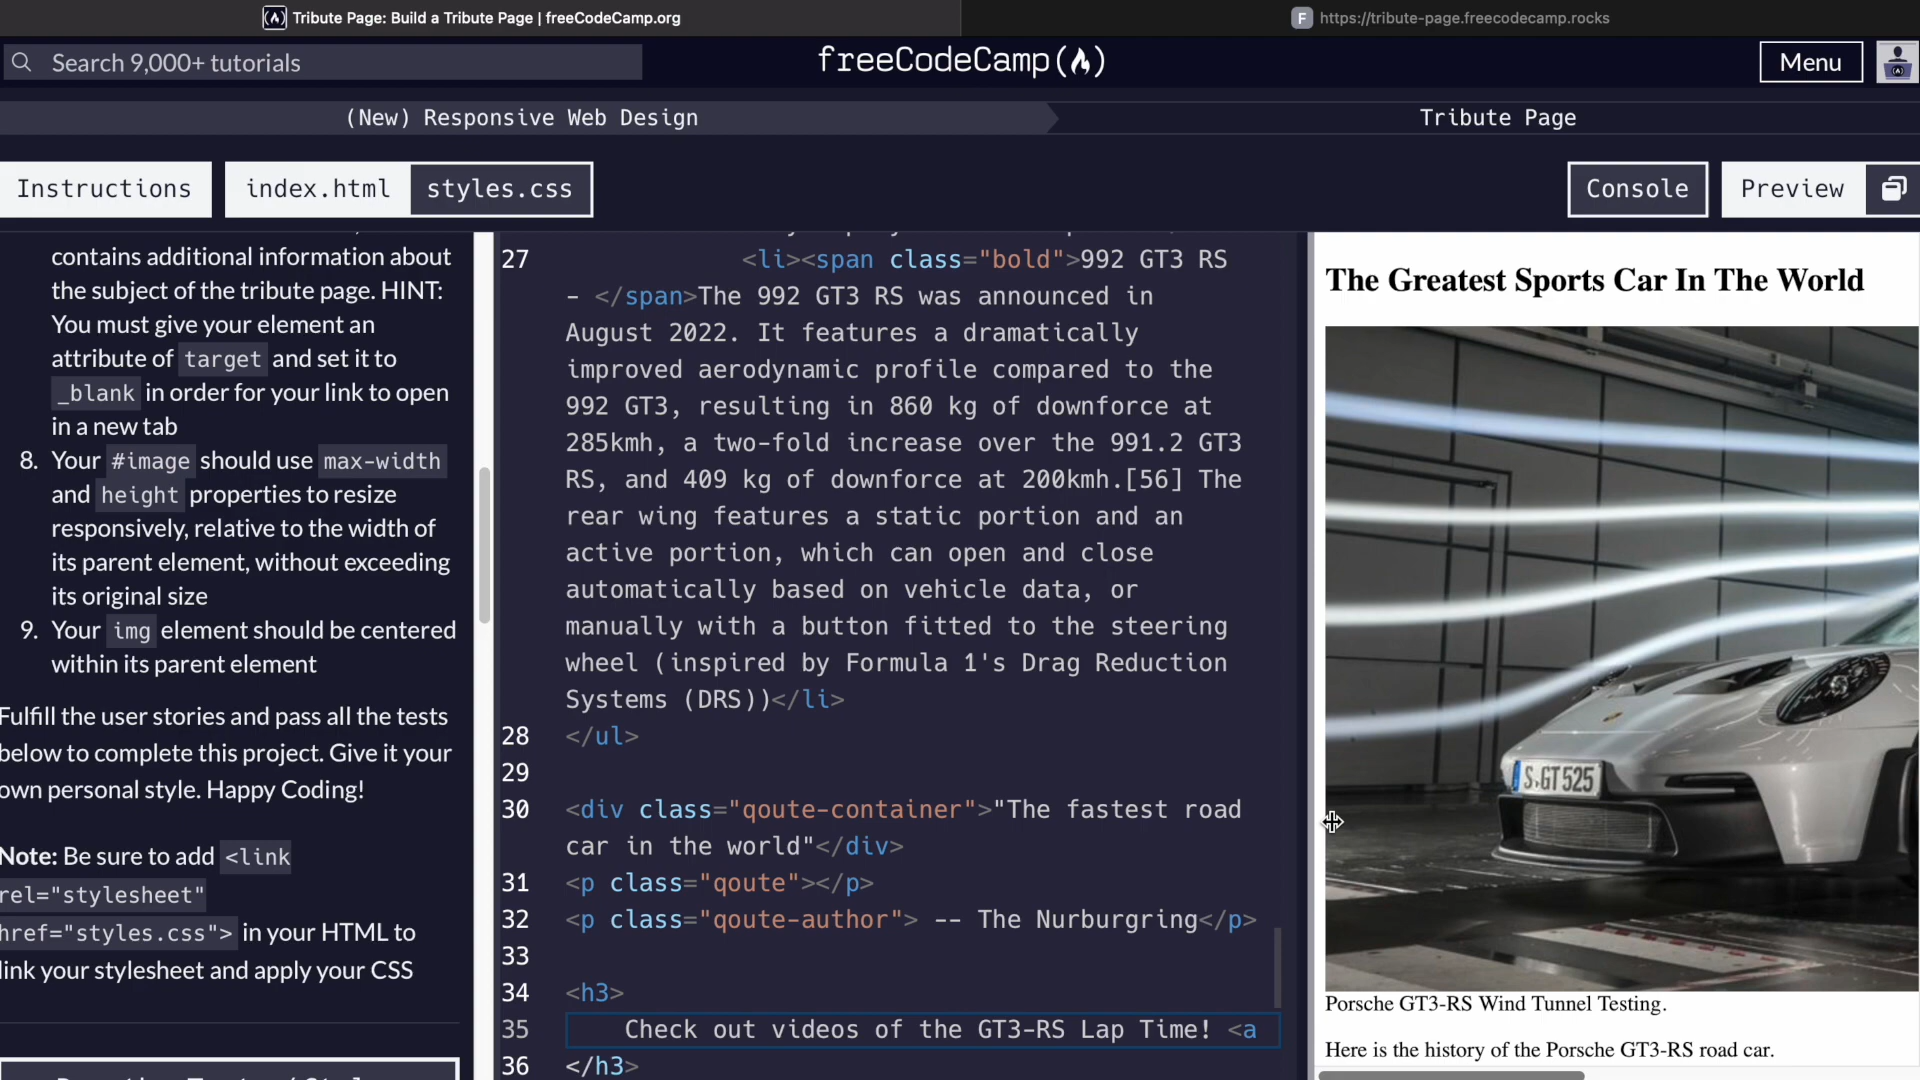 Tribute Page: Build a Tribute Page | freeCodeCamp.org
F https://tribute-page.freecodecamp.rocks
Search 9,000+ tutorials
freeCodeCamp
Menu
(New) Responsive Web Design
Tribute Page
Instructions
index.html
styles.css
Console
Preview
contains additional information about
the subject of the tribute page. HINT:
You must give your element an
attribute of target and set it to
_blank in order for your link to open
in a new tab
8. Your #image should use max-width
and height properties to resize
responsively, relative to the width of
its parent element, without exceeding
its original size
9. Your img element should be centered
within its parent element
Fulfill the user stories and pass all the tests
below to complete this project. Give it your
own personal style. Happy Coding!
Note: Be sure to add <link
rel="stylesheet"
href="styles.css"> in your HTML to
link your stylesheet and apply your CSS
27 <li><span class="bold">992 GT3 RS
- </span>The 992 GT3 RS was announced in
August 2022. It features a dramatically
improved aerodynamic profile compared to the
992 GT3, resulting in 860 kg of downforce at
285kmh, a two-fold increase over the 991.2 GT3
RS, and 409 kg of downforce at 200kmh.[56] The
rear wing features a static portion and an
active portion, which can open and close
automatically based on vehicle data, or
manually with a button fitted to the steering
wheel (inspired by Formula 1's Drag Reduction
Systems (DRS))</li>
28 </ul>
29
30 <div class="qoute-container">"The fastest road
car in the world"</div>
31 <p class="qoute"></p>
32 <p class="qoute-author"> -- The Nurburgring</p>
33
34 <h3>
35 Check out videos of the GT3-RS Lap Time! <a
36 </h3>
The Greatest Sports Car In The World
S GT 525
Porsche GT3-RS Wind Tunnel Testing.
Here is the history of the Porsche GT3-RS road car.